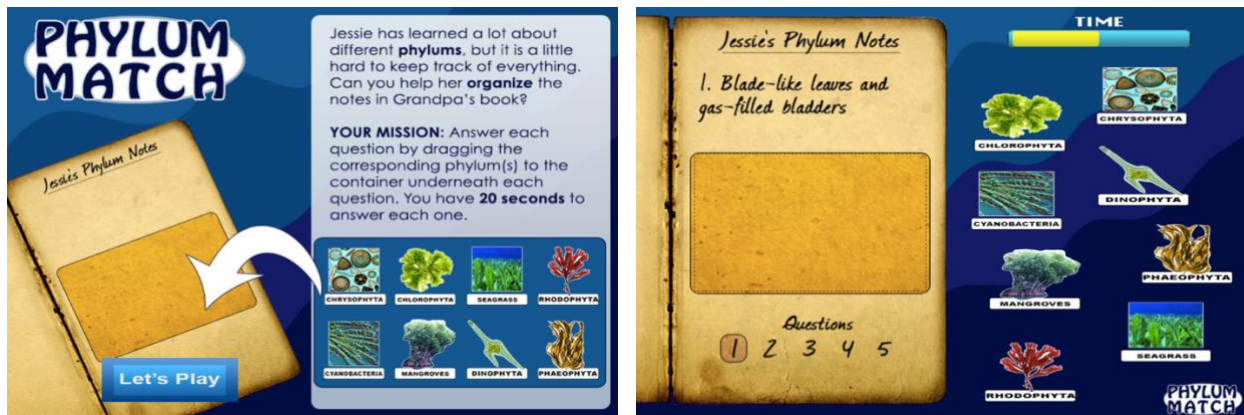 PHYLUM
MATCH
Jessie has learned a lot about
different phylums, but it is a little
hard to keep track of everything.
Can you help her organize the
notes in Grandpa's book?
YOUR MISSION: Answer each
question by dragging the
corresponding phylum(s) to the
container underneath each
question. You have 20 seconds to
answer each one.
Jessie's Phylum Notes
CHRYSOPHYTA
CHLOROPHYTA
SEAGRASS
RHODOPHYTA
CYANOBACTERIA
MANGROVES
DINOPHYTA
PHAEOPHYTA
Let's Play
Jessie's Phylum Notes
1. Blade-like leaves and
gas-filled bladders
Questions
1 2 3 4 5
TIME
CHRYSOPHYTA
CHLOROPHYTA
DINOPHYTA
CYANOBACTERIA
PHAEOPHYTA
MANGROVES
SEAGRASS
RHODOPHYTA
PHYLUM
MATCH